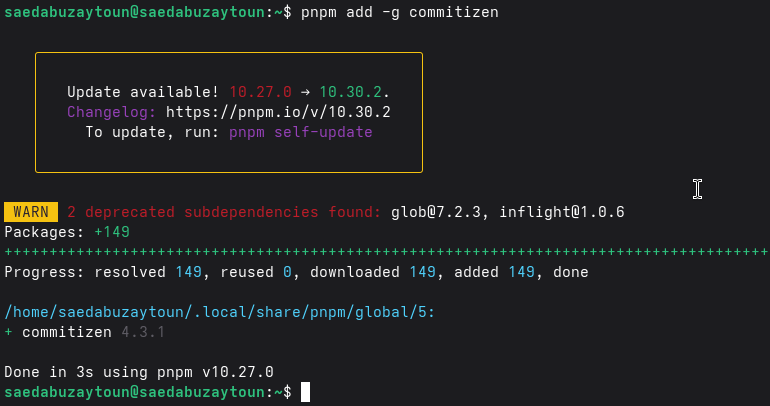 saedabuzaytoun@saedabuzaytoun:~$ pnpm add -g commitizen
Update available! 10.27.0 → 10.30.2.
Changelog: https://pnpm.io/v/10.30.2
To update, run: pnpm self-update
WARN 2 deprecated subdependencies found: glob@7.2.3, inflight@1.0.6
Packages: +149
+++++++++++++++++++++++++++++++++++++++++++++++++++++++++++++++++++++++++++++++++++++
Progress: resolved 149, reused 0, downloaded 149, added 149, done
/home/saedabuzaytoun/.local/share/pnpm/global/5:
+ commitizen 4.3.1
Done in 3s using pnpm v10.27.0
saedabuzaytoun@saedabuzaytoun:~$